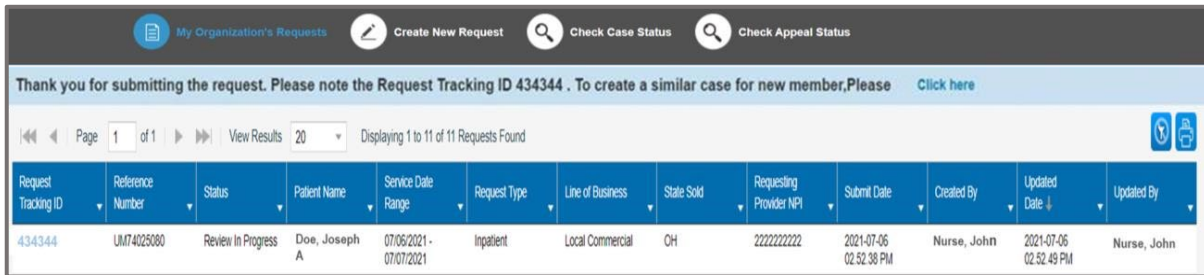 My Organization's Requests Create New Request Check Case Status Check Appeal Status
Thank you for submitting the request. Please note the Request Tracking ID 434344 . To create a similar case for new member,Please Click here
Page 1 of 1 View Results 20 Displaying 1 to 11 of 11 Requests Found
Request Tracking ID Reference Number Status Patient Name Service Date Range Request Type Line of Business State Sold Requesting Provider NPI Submit Date Created By Updated Date ↓ Updated By
434344 UM74025080 Review In Progress Doe, Joseph A 07/06/2021 - 07/07/2021 Inpatient Local Commercial OH 2222222222 2021-07-06 02.52.38 PM Nurse, John 2021-07-06 02.52.49 PM Nurse, John